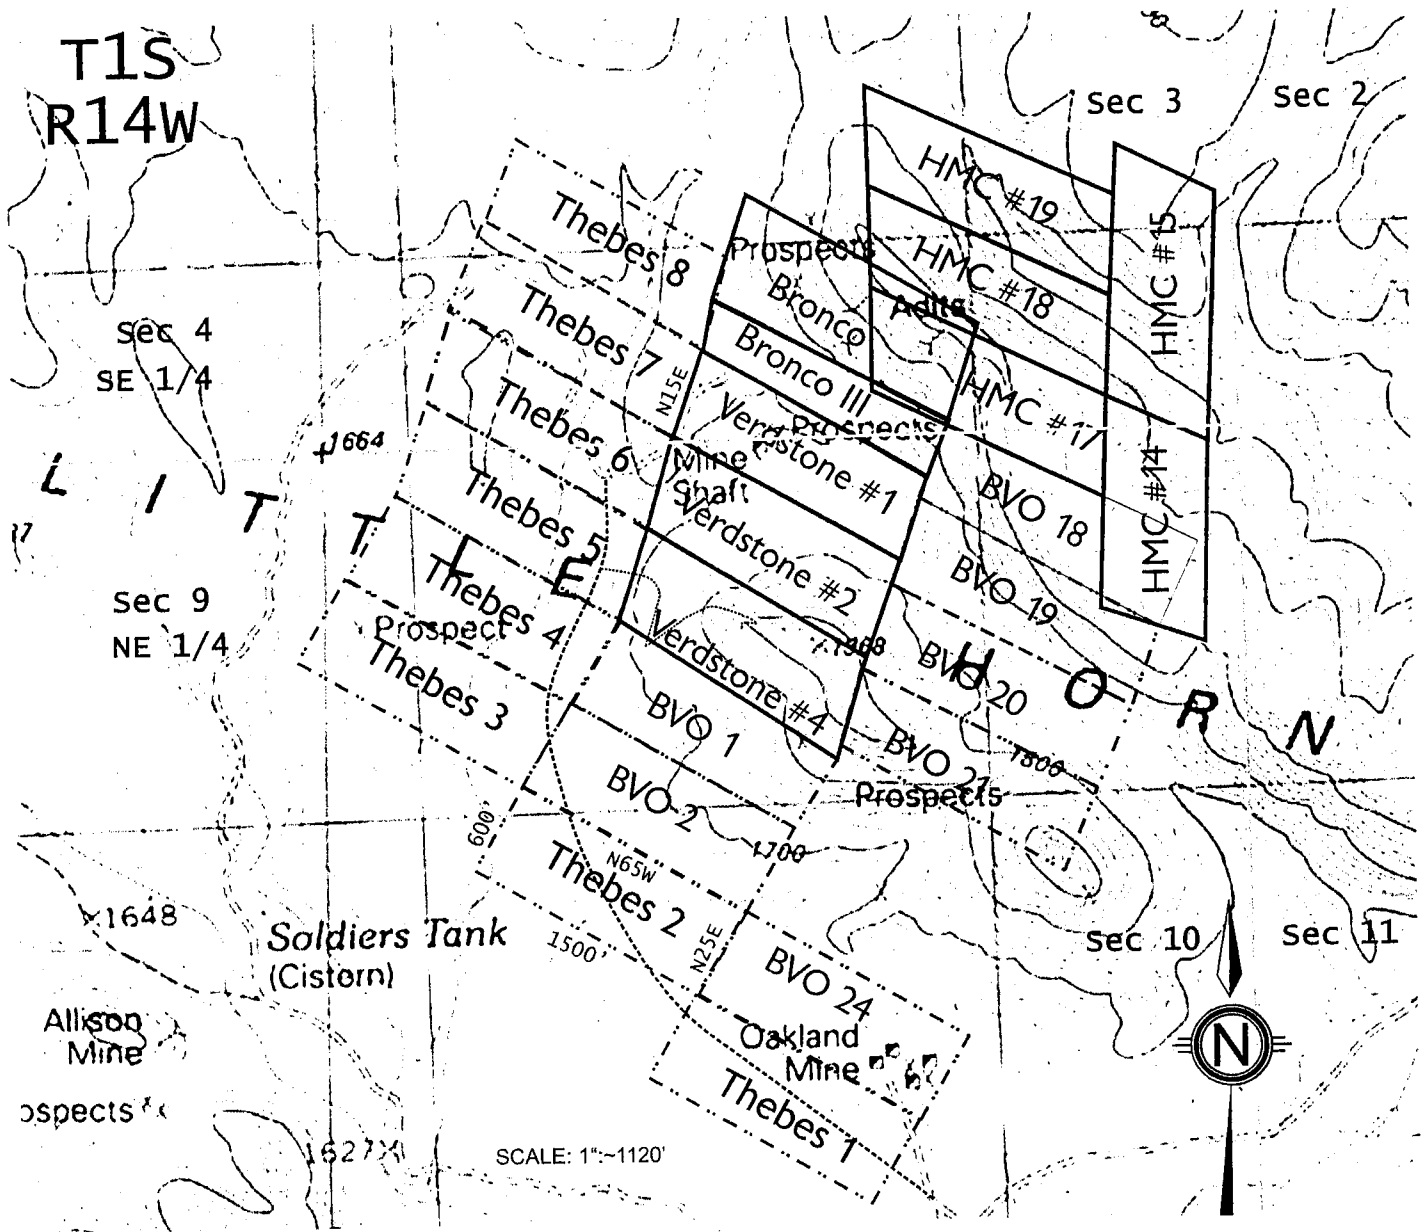 T1S
R14W
Sec 3
Sec 2
HMC #19
HMC #15
Thebes 8
Prospects
HMC #18
Bronco
Adits
Sec 4
SE 1/4
Thebes 7
Bronco III
N15E
HMC #17
Thebes 6
Verdstone #1
Prospects
1664
Mine
Shaft
HMC #14
LITTLE
Thebes 5
Verdstone #2
BVO 18
Sec 9
NE 1/4
Thebes 4
Prospect
BVO 19
Thebes 3
Verdstone #4
1968
BVO 20
HORN
BVO 1
BVO 21
1800
Prospects
BVO 2
600'
1700
N65W
Thebes 2
1648
Soldiers Tank
(Cistern)
1500'
N25E
BVO 24
Sec 10
Sec 11
Allison
Mine
Oakland
Mine
N
ospects
Thebes 1
1627
SCALE: 1":~1120'